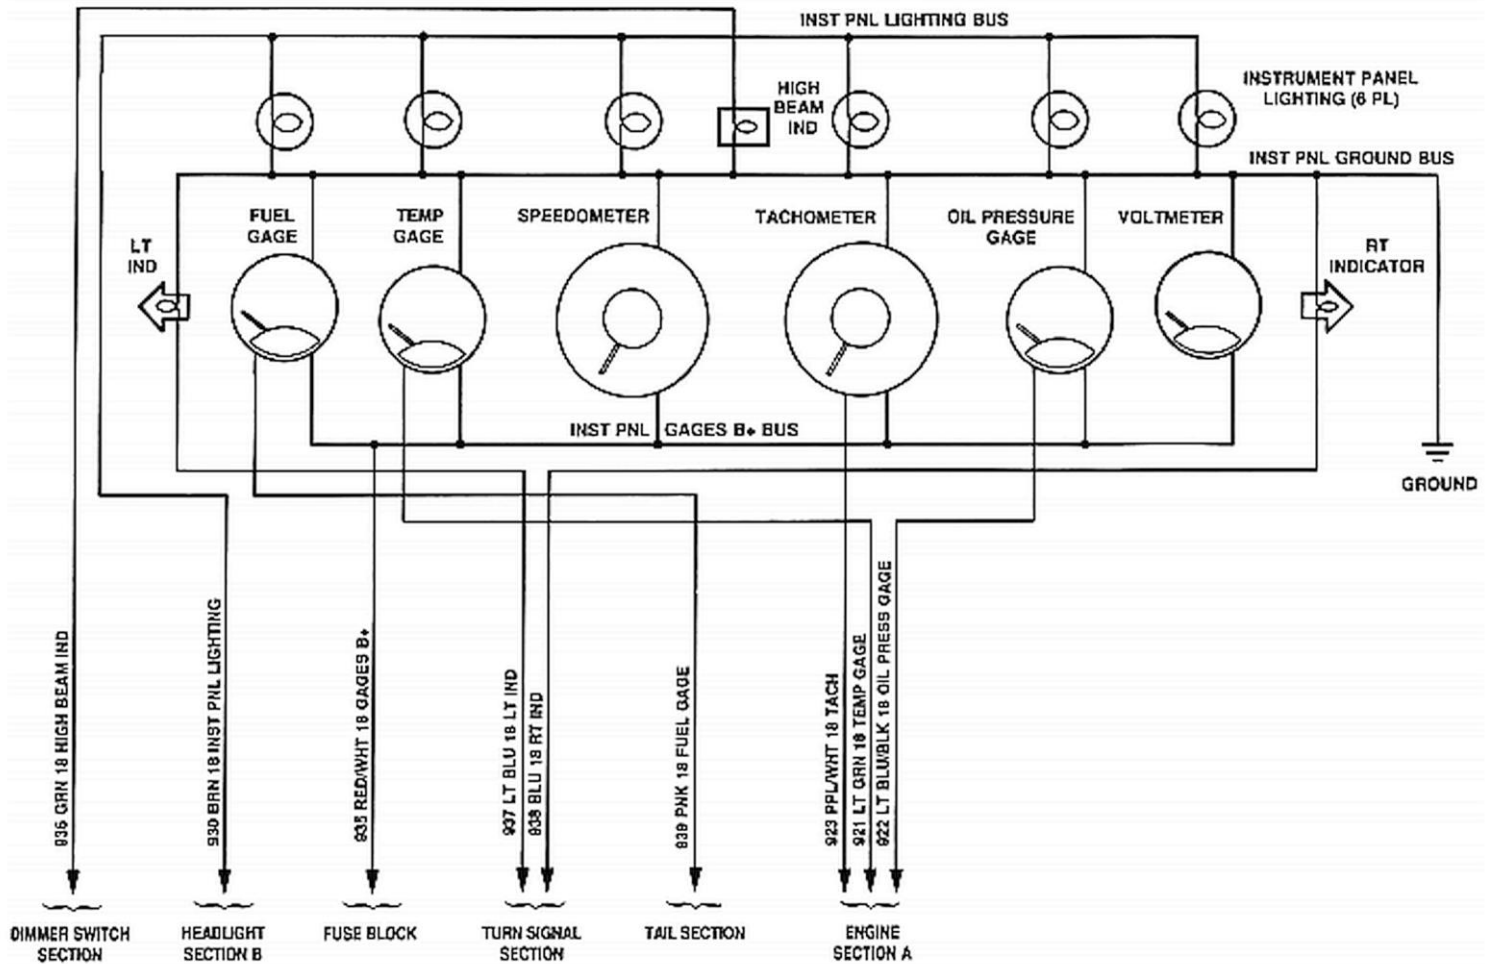 INST PNL LIGHTING BUS
INSTRUMENT PANEL
LIGHTING (6 PL)
HIGH
BEAM
IND
INST PNL GROUND BUS
FUEL
GAGE
TEMP
GAGE
SPEEDOMETER
TACHOMETER
OIL PRESSURE
GAGE
VOLTMETER
LT
IND
RT
INDICATOR
INST PNL GAGES B+ BUS
GROUND
936 GRN 18 HIGH BEAM IND
930 BRN 18 INST PNL LIGHTING
935 RED/WHT 18 GAGES B+
937 LT BLU 18 LT IND
938 BLU 18 RT IND
939 PNK 18 FUEL GAGE
923 PPL/WHT 18 TACH
921 LT GRN 18 TEMP GAGE
922 LT BLU/BLK 18 OIL PRESS GAGE
DIMMER SWITCH
SECTION
HEADLIGHT
SECTION B
FUSE BLOCK
TURN SIGNAL
SECTION
TAIL SECTION
ENGINE
SECTION A